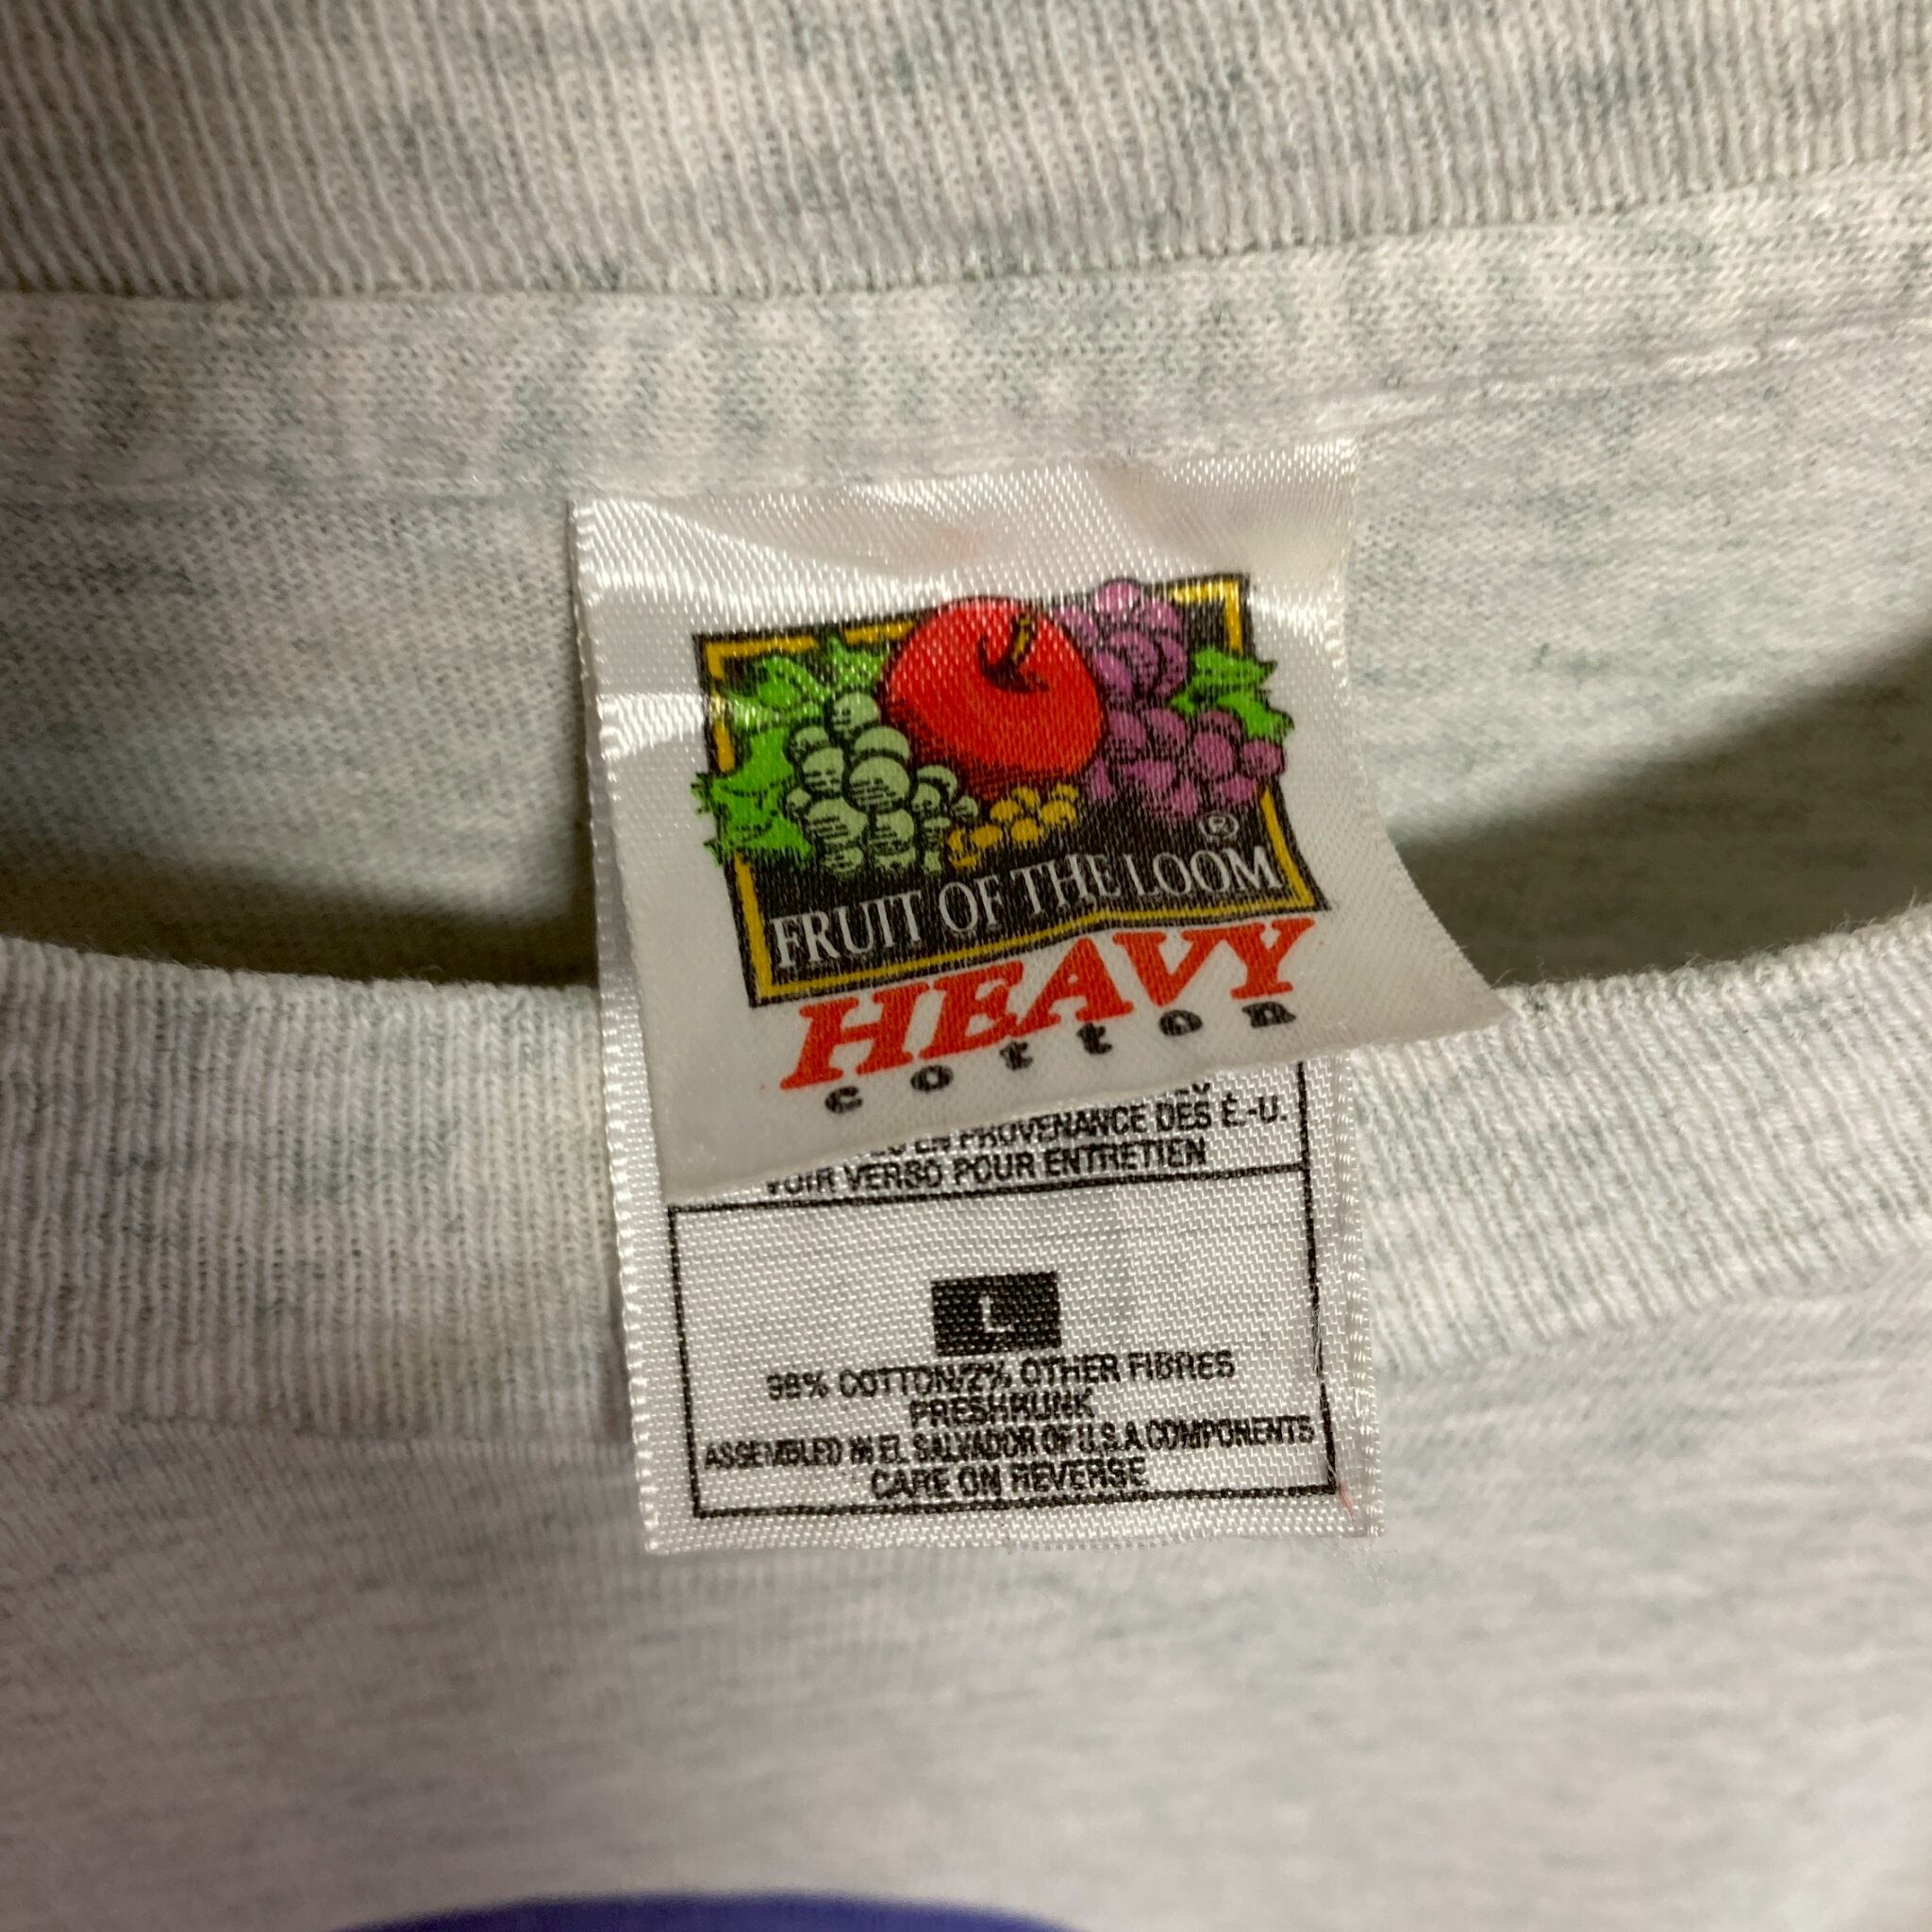 ®
FRUIT OF THE LOOM
HEAVY
cotton
EN PROVENANCE DES É.-U.
VOIR VERSO POUR ENTRETIEN
L
98% COTTON/2% OTHER FIBRES
PRESHRUNK
ASSEMBLED IN EL SALVADOR OF U.S.A COMPONENTS
CARE ON REVERSE